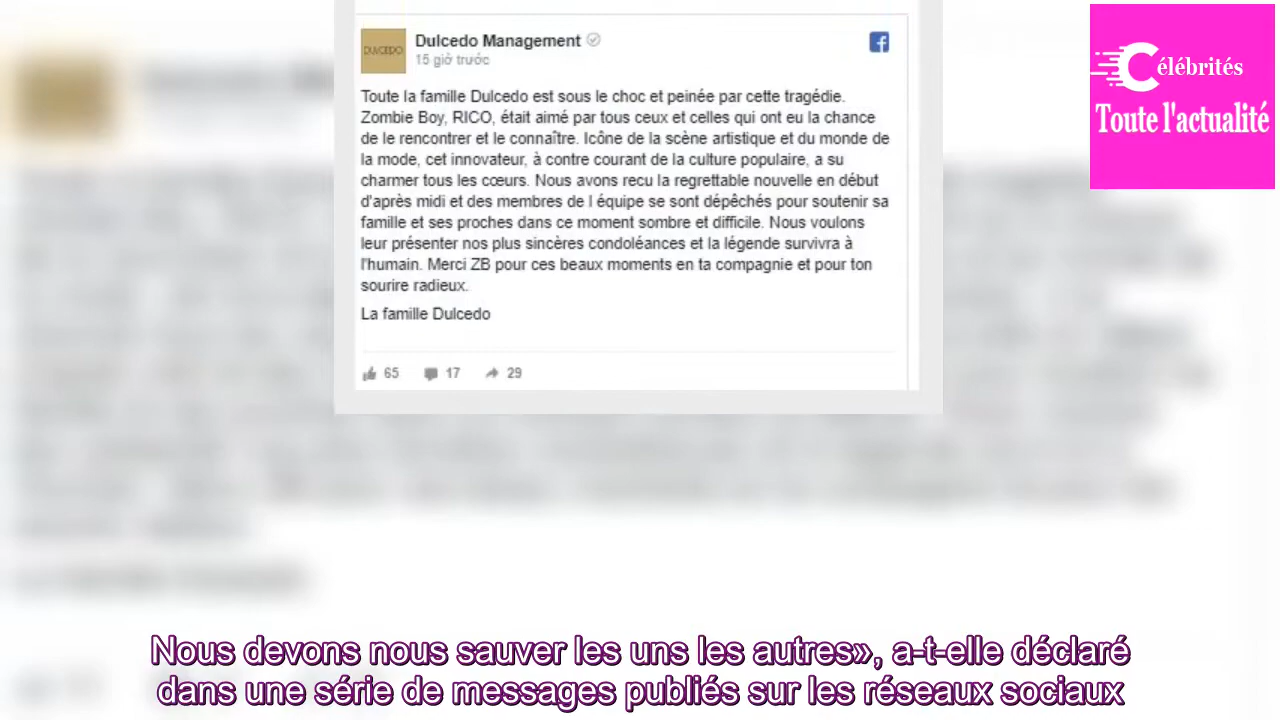 Dulcedo Management
15 giờ trước
Toute la famille Dulcedo est sous le choc et peinée par cette tragédie.
Zombie Boy, RICO, était aimé par tous ceux et celles qui ont eu la chance
de le rencontrer et le connaître. Icône de la scène artistique et du monde de
la mode, cet innovateur, à contre courant de la culture populaire, a su
charmer tous les cœurs. Nous avons recu la regrettable nouvelle en début
d'après midi et des membres de l équipe se sont dépêchés pour soutenir sa
famille et ses proches dans ce moment sombre et difficile. Nous voulons
leur présenter nos plus sincères condoléances et la légende survivra à
l'humain. Merci ZB pour ces beaux moments en ta compagnie et pour ton
sourire radieux.
La famille Dulcedo
65 17 29
DULCEDO
Célébrités
Toute l'actualité
Nous devons nous sauver les uns les autres», a-t-elle déclaré
dans une série de messages publiés sur les réseaux sociaux